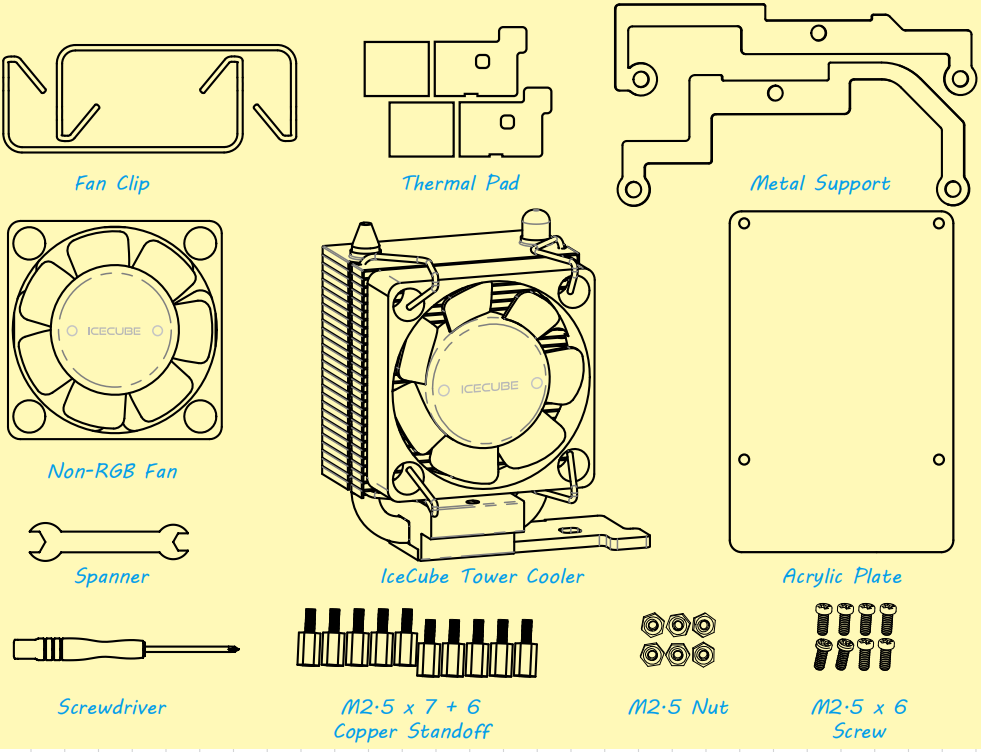 Fan Clip
Thermal Pad
Metal Support
ICECUBE
ICECUBE
Non-RGB Fan
Spanner
IceCube Tower Cooler
Acrylic Plate
Screwdriver
M2.5 x 7 + 6
Copper Standoff
M2.5 Nut
M2.5 x 6
Screw